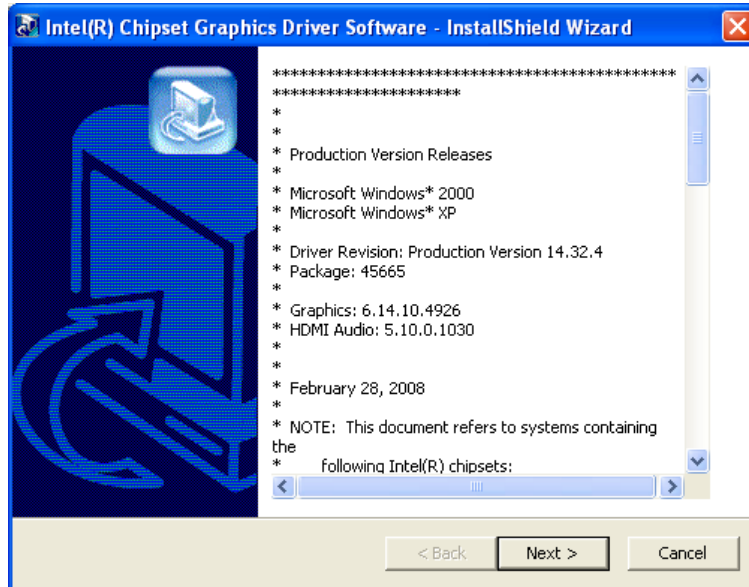 Intel(R) Chipset Graphics Driver Software - InstallShield Wizard
*********************************************
*********************
*
*
* Production Version Releases
*
* Microsoft Windows* 2000
* Microsoft Windows* XP
*
* Driver Revision: Production Version 14.32.4
* Package: 45665
*
* Graphics: 6.14.10.4926
* HDMI Audio: 5.10.0.1030
*
*
* February 28, 2008
*
* NOTE: This document refers to systems containing
the
* following Intel(R) chipsets:
< Back
Next >
Cancel